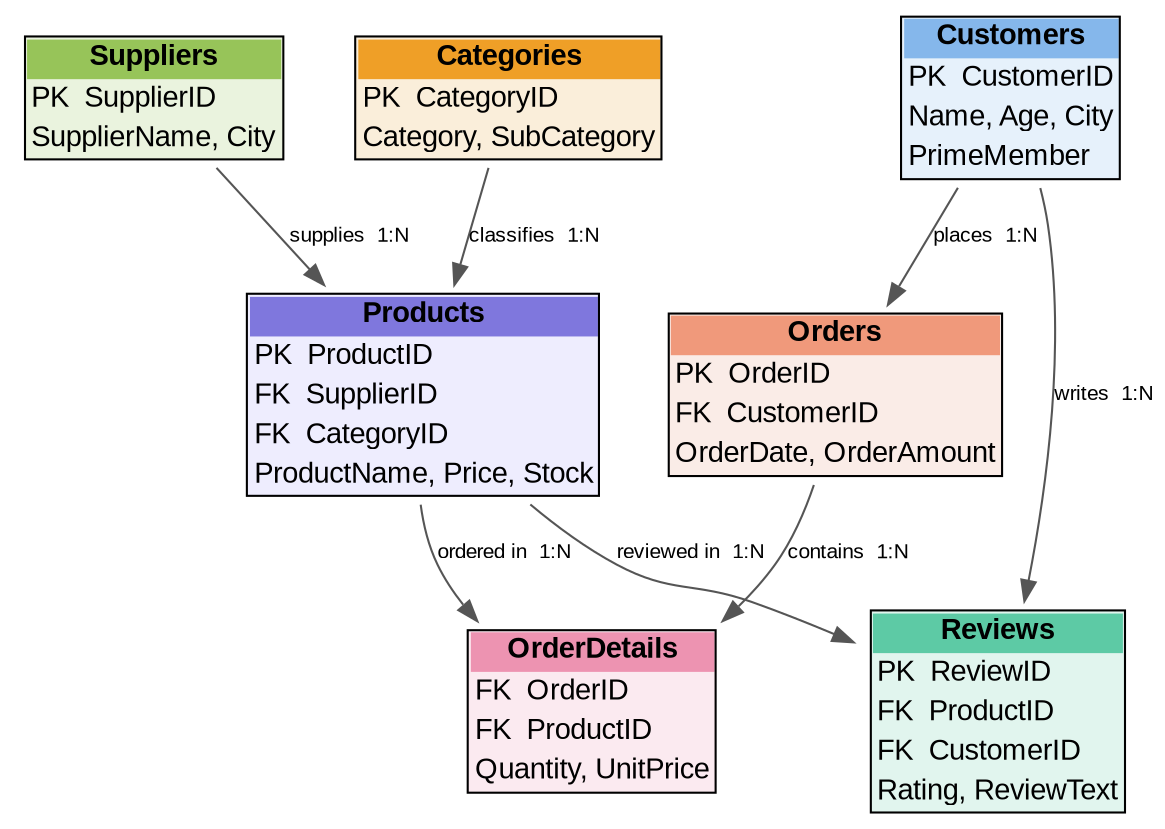 Suppliers
PK  SupplierID
SupplierName, City
Categories
PK  CategoryID
Category, SubCategory
Customers
PK  CustomerID
Name, Age, City
PrimeMember
supplies  1:N
classifies  1:N
places  1:N
Products
PK  ProductID
FK  SupplierID
FK  CategoryID
ProductName, Price, Stock
Orders
PK  OrderID
FK  CustomerID
OrderDate, OrderAmount
writes  1:N
ordered in  1:N
reviewed in  1:N
contains  1:N
OrderDetails
FK  OrderID
FK  ProductID
Quantity, UnitPrice
Reviews
PK  ReviewID
FK  ProductID
FK  CustomerID
Rating, ReviewText